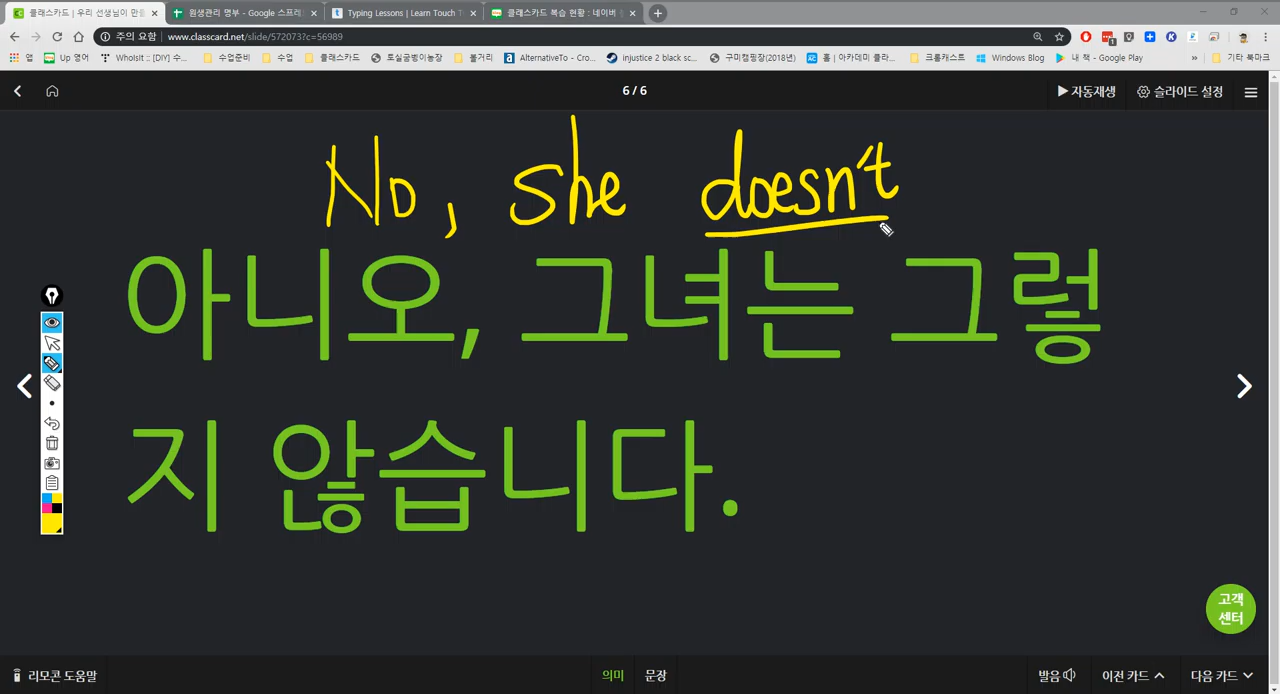 클래스카드 | 우리 선생님이 만들
원생관리 명부 - Google 스프레
Typing Lessons | Learn Touch T
클래스카드 복습 현황 : 네이버
주의 요함 www.classcard.net/slide/572073?c=56989
앱 Up 영어 WhoIsIt :: [DIY] 수... 수업준비 수업 클래스카드 톡실공병이농장 볼거리 AlternativeTo - Cro... injustice 2 black sc... 구미캠핑장(2018년) 홈 | 아카데미 클라... 크롬캐스트 Windows Blog 내 책 - Google Play » 기타 북마크
6 / 6
자동재생 슬라이드 설정
No, she doesn't
아니오, 그녀는 그렇
지 않습니다.
고객
센터
리모콘 도움말 의미 문장 발음 이전 카드 다음 카드